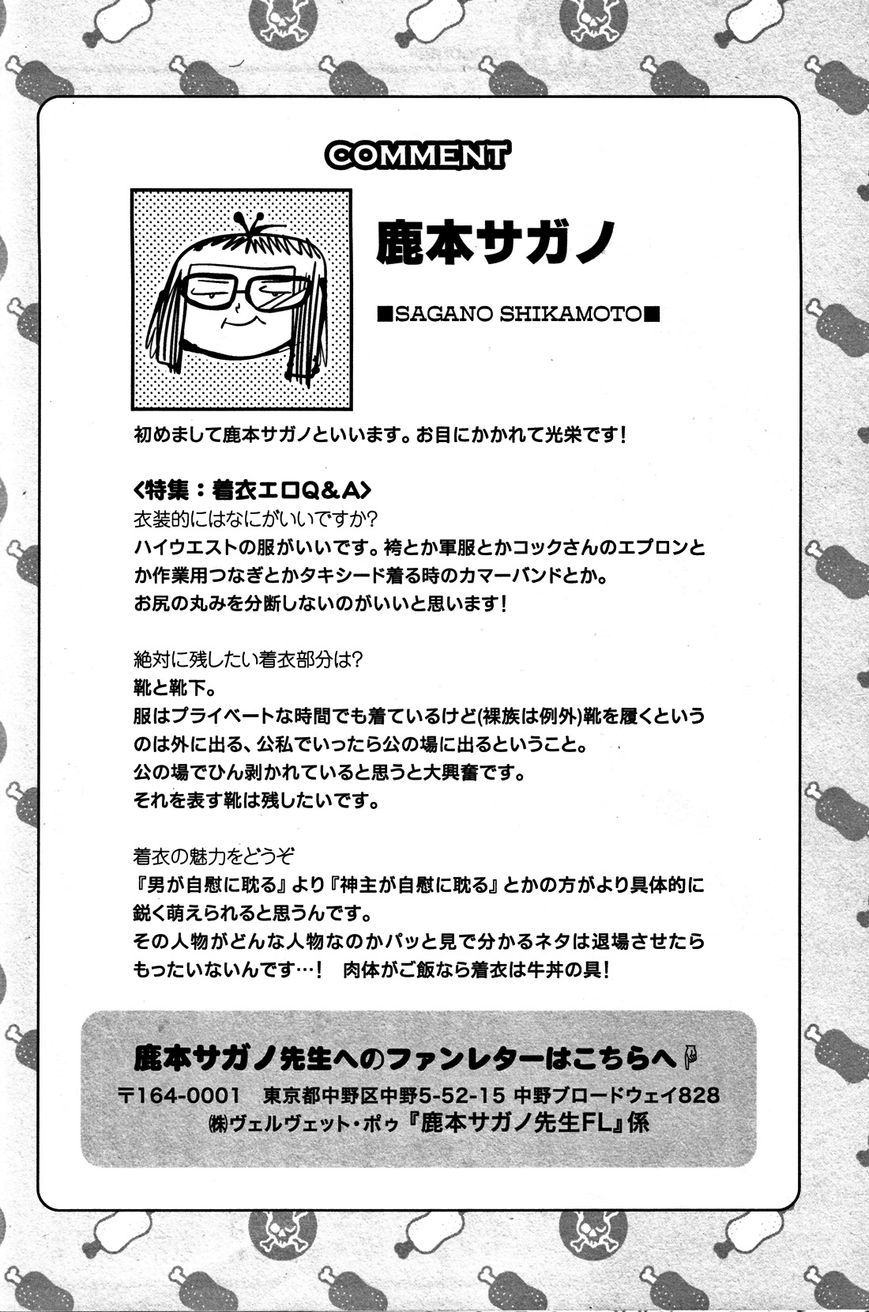 COMMENT
鹿本サガノ
■SAGANO SHIKAMOTO■
初めまして鹿本サガノといいます。お目にかかれて光栄です!
<特集:着衣エロQ&A>
衣装的にはなにがいいですか?
ハイウエストの服がいいです。袴とか軍服とかコックさんのエプロンと
か作業用つなぎとかタキシード着る時のカマーバンドとか。
お尻の丸みを分断しないのがいいと思います!
絶対に残したい着衣部分は?
靴と靴下。
服はプライベートな時間でも着ているけど(裸族は例外)靴を履くという
のは外に出る、公私でいったら公の場に出るということ。
公の場でひん剥かれていると思うと大興奮です。
それを表す靴は残したいです。
着衣の魅力をどうぞ
『男が自慰に耽る』より『神主が自慰に耽る』とかの方がより具体的に
鋭く萌えられると思うんです。
その人物がどんな人物なのかパッと見で分かるネタは退場させたら
もったいないんです…! 肉体がご飯なら着衣は牛丼の具!
鹿本サガノ先生へのファンレターはこちらへ☟
〒164-0001 東京都中野区中野5-52-15 中野ブロードウェイ828
㈱ヴェルヴェット・ポゥ『鹿本サガノ先生FL』係